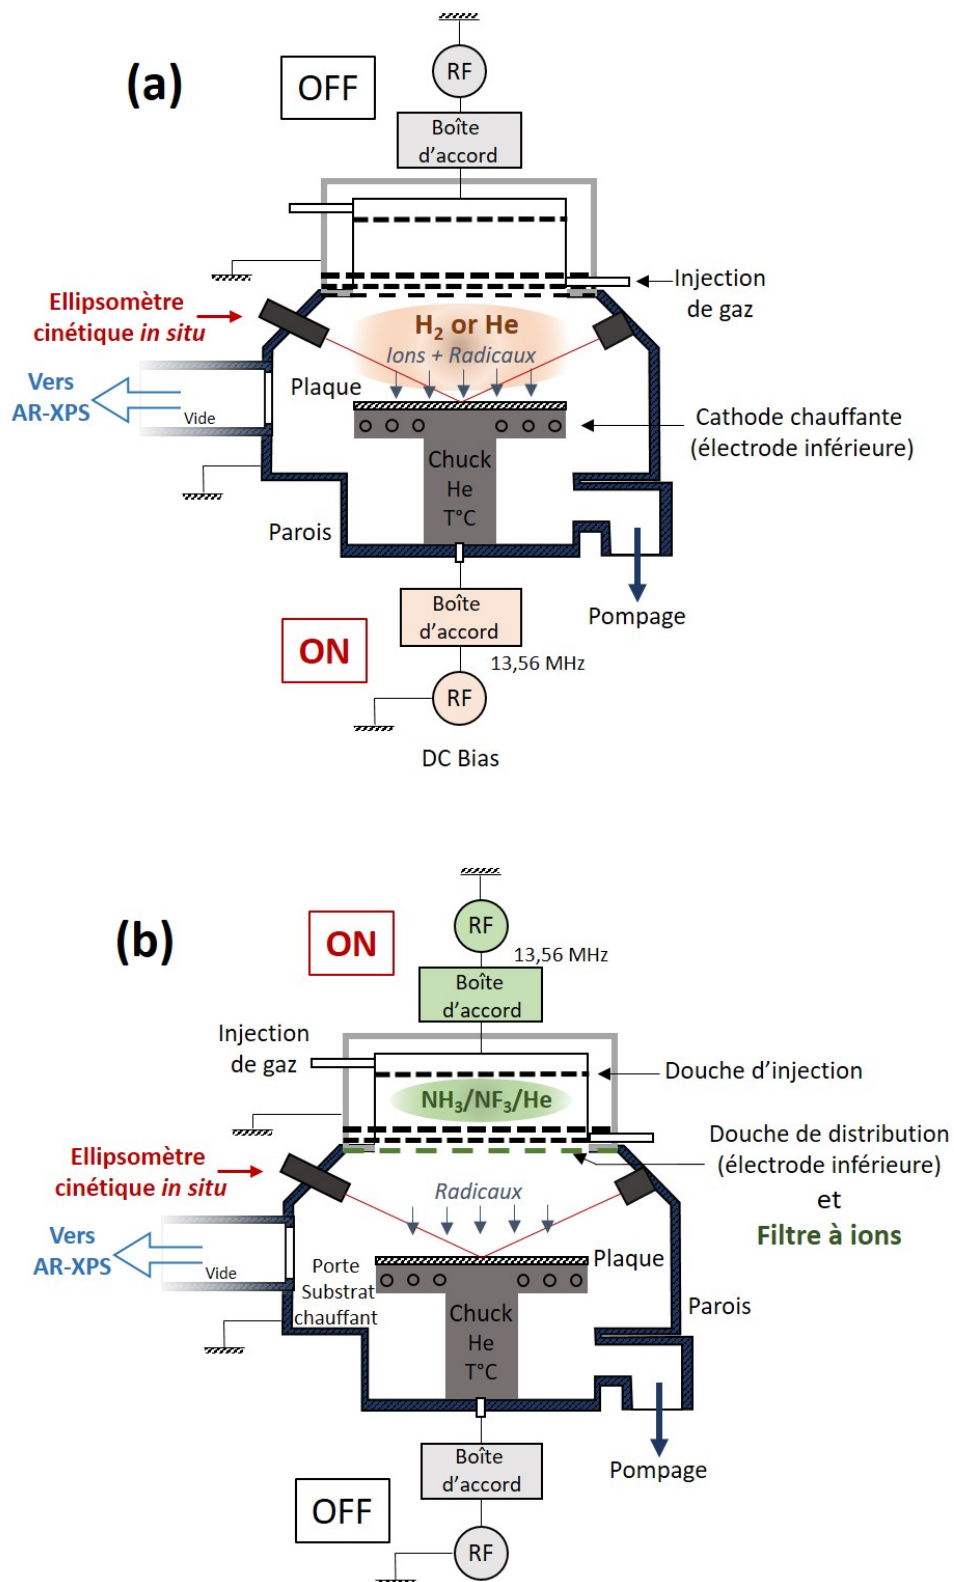 (a)
OFF
RF
Boîte
d'accord
Injection
de gaz
Ellipsomètre
cinétique in situ
H₂ or He
Ions + Radicaux
Vers
AR-XPS
Vide
Plaque
Cathode chauffante
(électrode inférieure)
Chuck
He
T°C
Parois
Pompage
ON
Boîte
d'accord
13,56 MHz
RF
DC Bias
(b)
ON
RF
13,56 MHz
Boîte
d'accord
Injection
de gaz
Douche d'injection
NH₃/NF₃/He
Douche de distribution
(électrode inférieure)
et
Filtre à ions
Ellipsomètre
cinétique in situ
Radicaux
Vers
AR-XPS
Vide
Porte
Substrat
chauffant
Plaque
Chuck
He
T°C
Parois
Pompage
OFF
Boîte
d'accord
RF